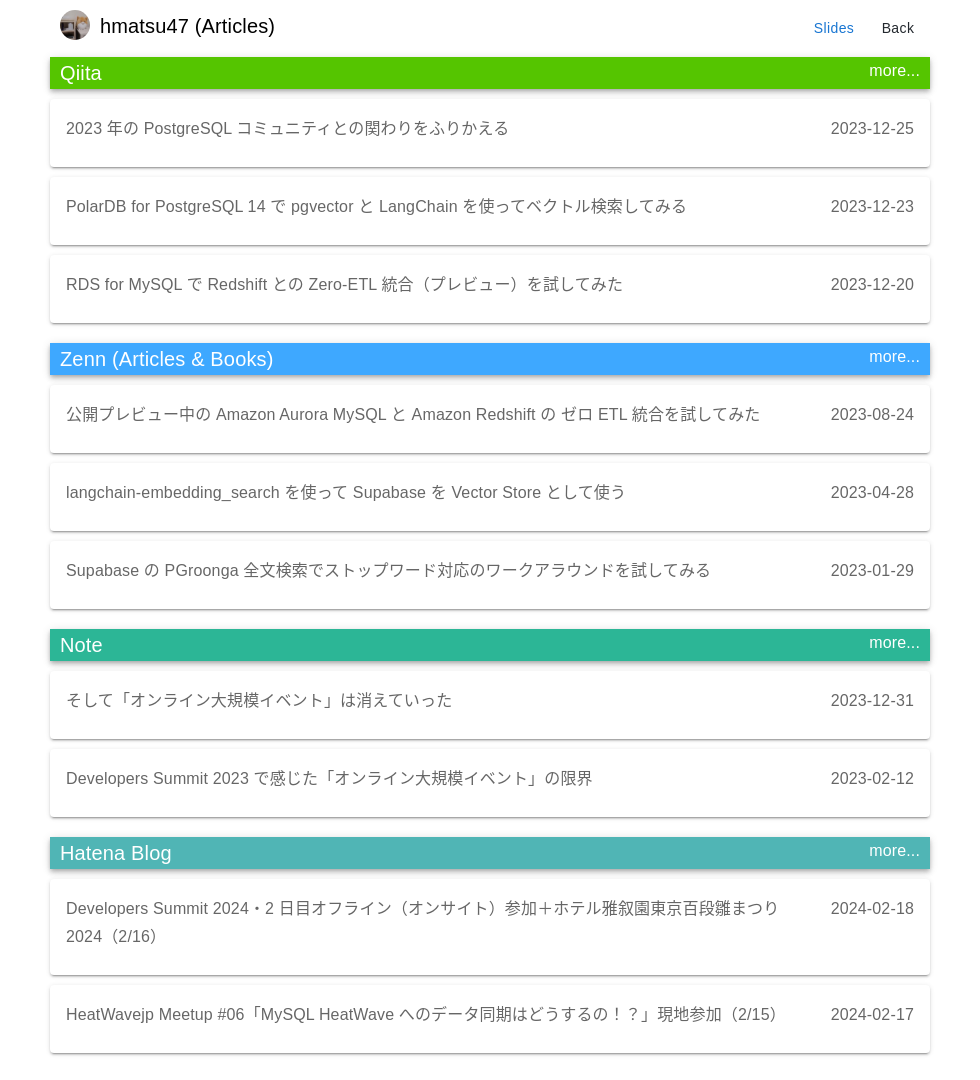 hmatsu47 (Articles)
Slides
Back
Qiita
more...
2023 年の PostgreSQL コミュニティとの関わりをふりかえる
2023-12-25
PolarDB for PostgreSQL 14 で pgvector と LangChain を使ってベクトル検索してみる
2023-12-23
RDS for MySQL で Redshift との Zero-ETL 統合（プレビュー）を試してみた
2023-12-20
Zenn (Articles & Books)
more...
公開プレビュー中の Amazon Aurora MySQL と Amazon Redshift の ゼロ ETL 統合を試してみた
2023-08-24
langchain-embedding_search を使って Supabase を Vector Store として使う
2023-04-28
Supabase の PGroonga 全文検索でストップワード対応のワークアラウンドを試してみる
2023-01-29
Note
more...
そして「オンライン大規模イベント」は消えていった
2023-12-31
Developers Summit 2023 で感じた「オンライン大規模イベント」の限界
2023-02-12
Hatena Blog
more...
Developers Summit 2024・2 日目オフライン（オンサイト）参加＋ホテル雅叙園東京百段雛まつり
2024（2/16）
2024-02-18
HeatWavejp Meetup #06「MySQL HeatWave へのデータ同期はどうするの！？」現地参加（2/15）
2024-02-17